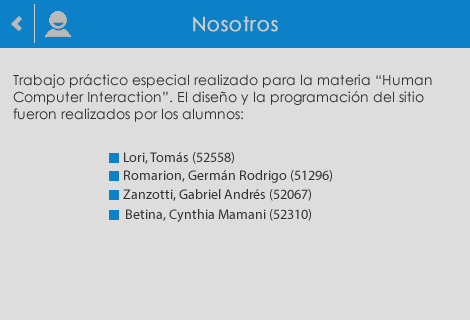 Nosotros
Trabajo práctico especial realizado para la materia “Human
Computer Interaction”. El diseño y la programación del sitio
fueron realizados por los alumnos:
Lori, Tomás (52558)
Romarion, Germán Rodrigo (51296)
Zanzotti, Gabriel Andrés (52067)
Betina, Cynthia Mamani (52310)